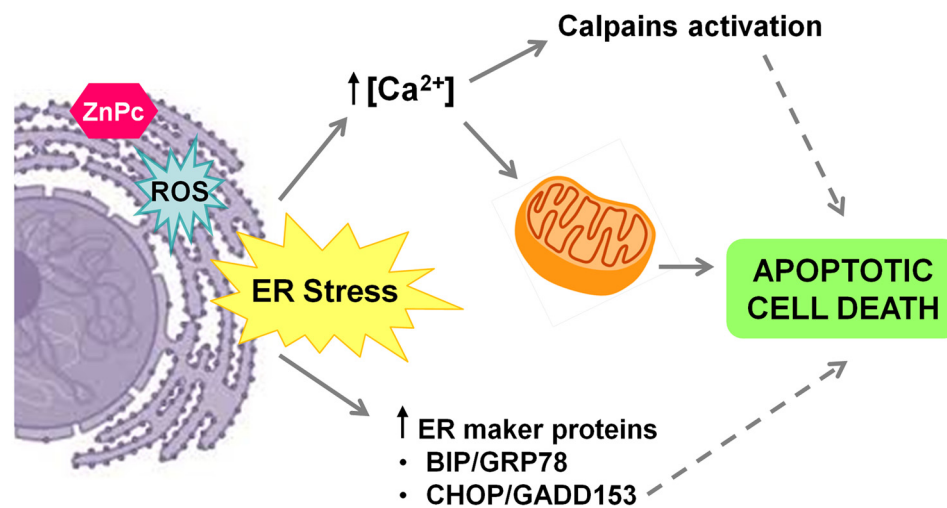 Calpains activation
↑ [Ca²⁺]
ZnPc
ROS
ER Stress
APOPTOTIC
CELL DEATH
↑ ER maker proteins
• BIP/GRP78
• CHOP/GADD153